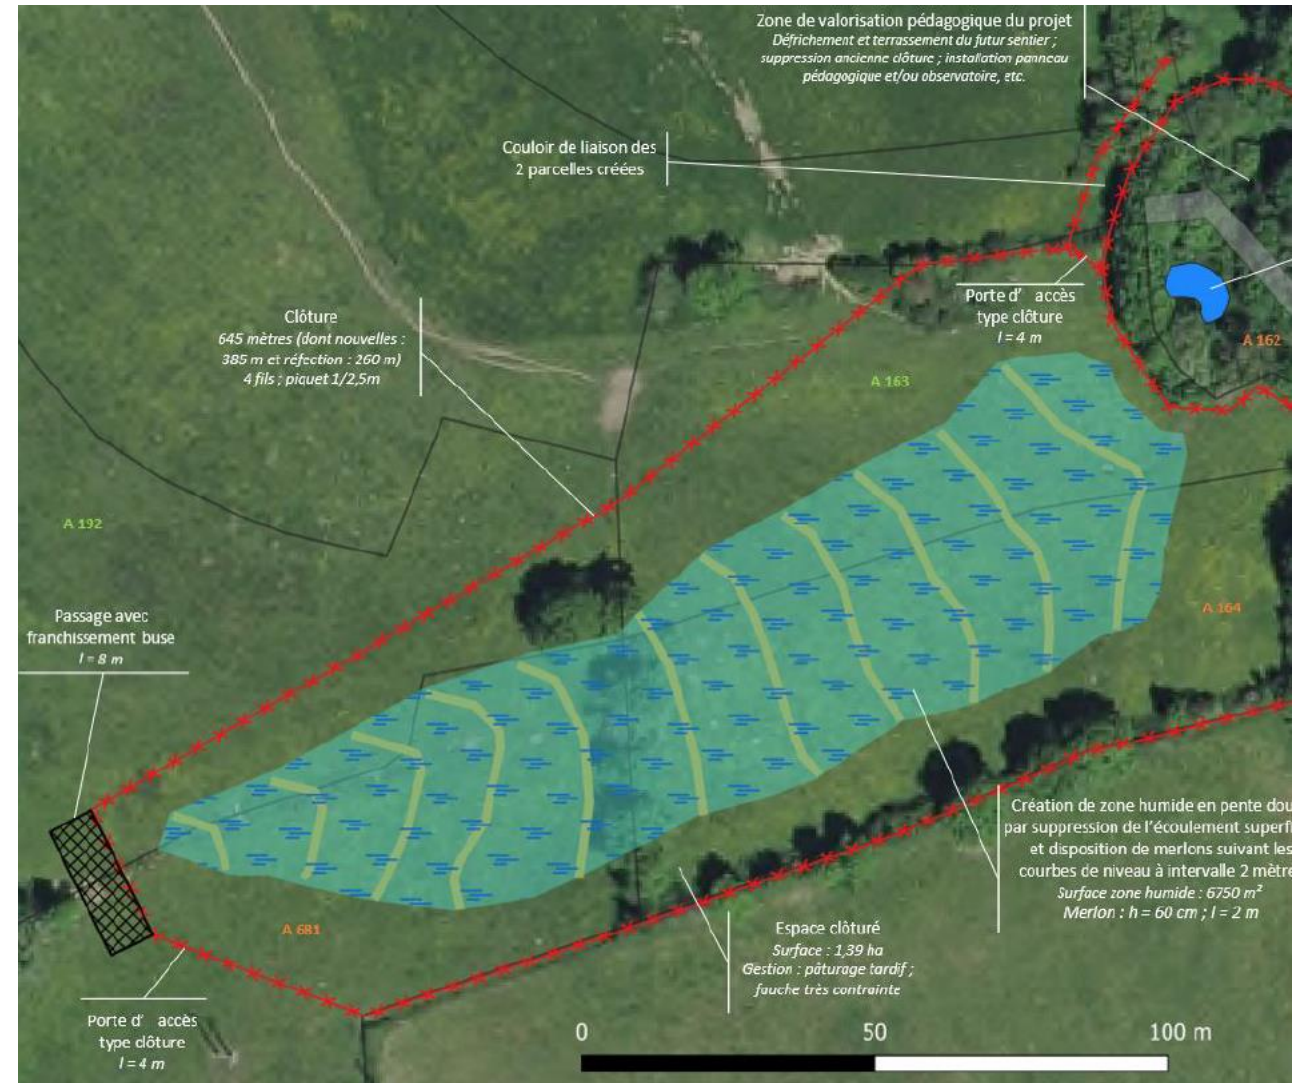 Zone de valorisation pédagogique du projet
Défrichement et terrassement du futur sentier ;
suppression ancienne clôture ; installation panneau
pédagogique et/ou observatoire, etc.
Couloir de liaison des
2 parcelles créées
Porte d' accès
type clôture
l = 4 m
A 162
Clôture
645 mètres (dont nouvelles :
385 m et réfection : 260 m)
4 fils ; piquet 1/2,5m
A 163
A 192
A 164
Passage avec
franchissement buse
l = 8 m
Création de zone humide en pente dou
par suppression de l'écoulement superfi
et disposition de merlons suivant les
courbes de niveau à intervalle 2 mètre
Surface zone humide : 6750 m²
Merlon : h = 60 cm ; l = 2 m
A 681
Espace clôturé
Surface : 1,39 ha
Gestion : pâturage tardif ;
fauche très contrainte
Porte d' accès
type clôture
l = 4 m
0 50 100 m